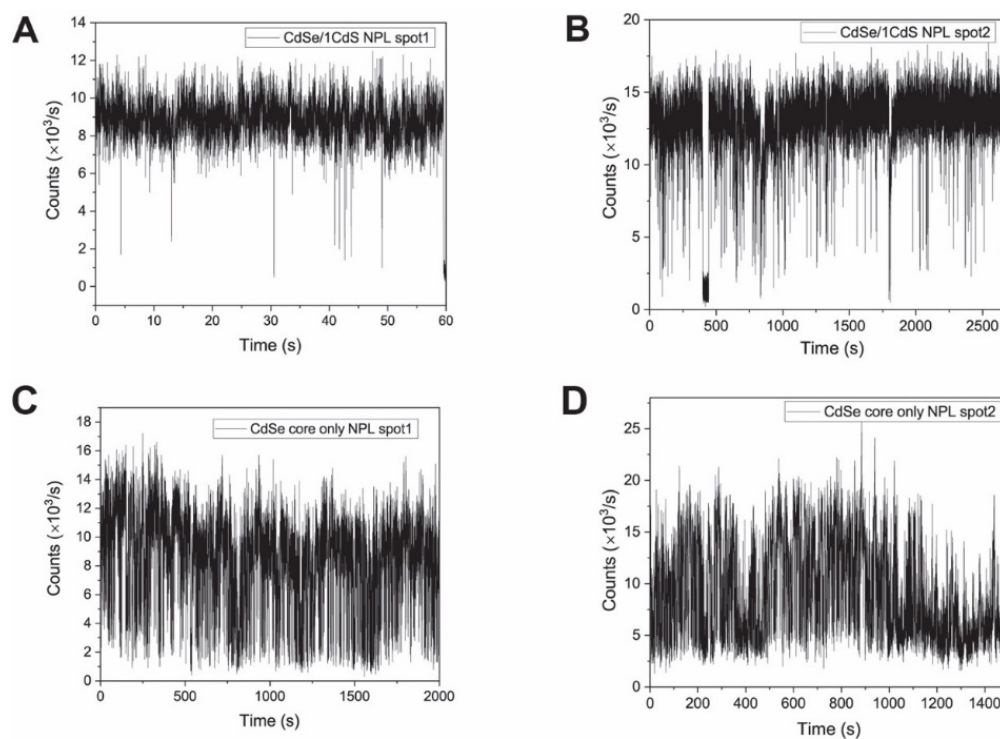 A
CdSe/1CdS NPL spot1
Counts (×10³/s)
14
12
10
8
6
4
2
0
0 10 20 30 40 50 60
Time (s)
B
CdSe/1CdS NPL spot2
Counts (×10³/s)
20
15
10
5
0
0 500 1000 1500 2000 2500
Time (s)
C
CdSe core only NPL spot1
Counts (×10³/s)
18
16
14
12
10
8
6
4
2
0
0 500 1000 1500 2000
Time (s)
D
CdSe core only NPL spot2
Counts (×10³/s)
25
20
15
10
5
0
0 200 400 600 800 1000 1200 1400
Time (s)